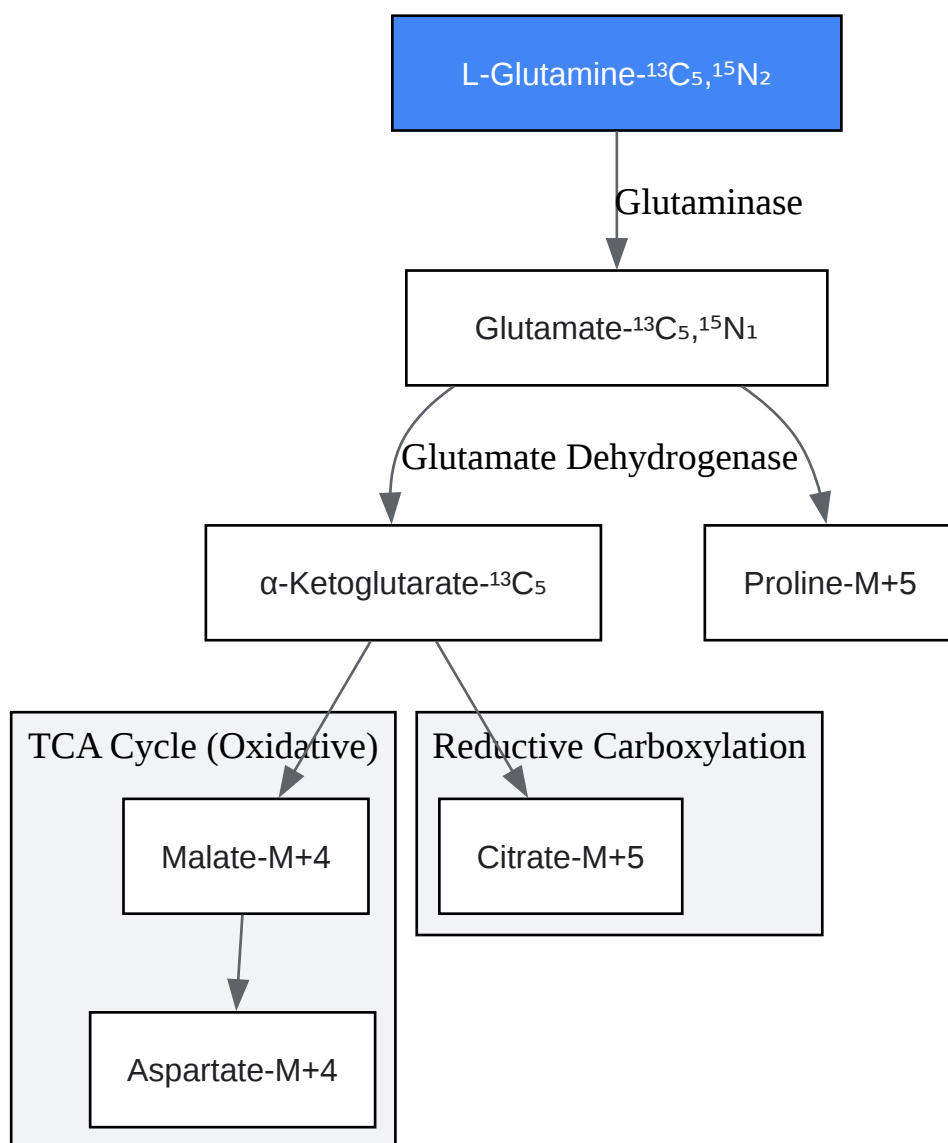 L-Glutamine-¹³C₅,¹⁵N₂
Glutaminase
Glutamate-¹³C₅,¹⁵N₁
Glutamate Dehydrogenase
α-Ketoglutarate-¹³C₅
Proline-M+5
TCA Cycle (Oxidative)
Reductive Carboxylation
Malate-M+4
Citrate-M+5
Aspartate-M+4